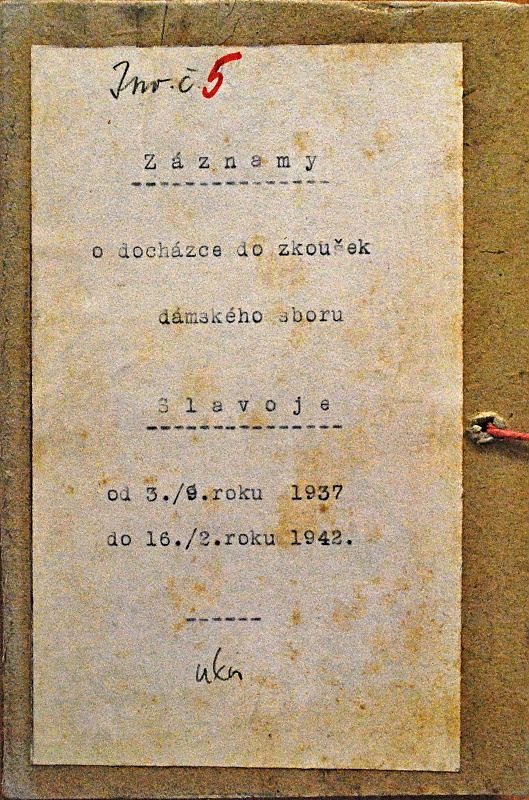 Inv. č. 5
Záznamy
o docházce do zkoušek
dámského sboru
Slavoje
od 3./9.roku 1937
do 16./2.roku 1942.